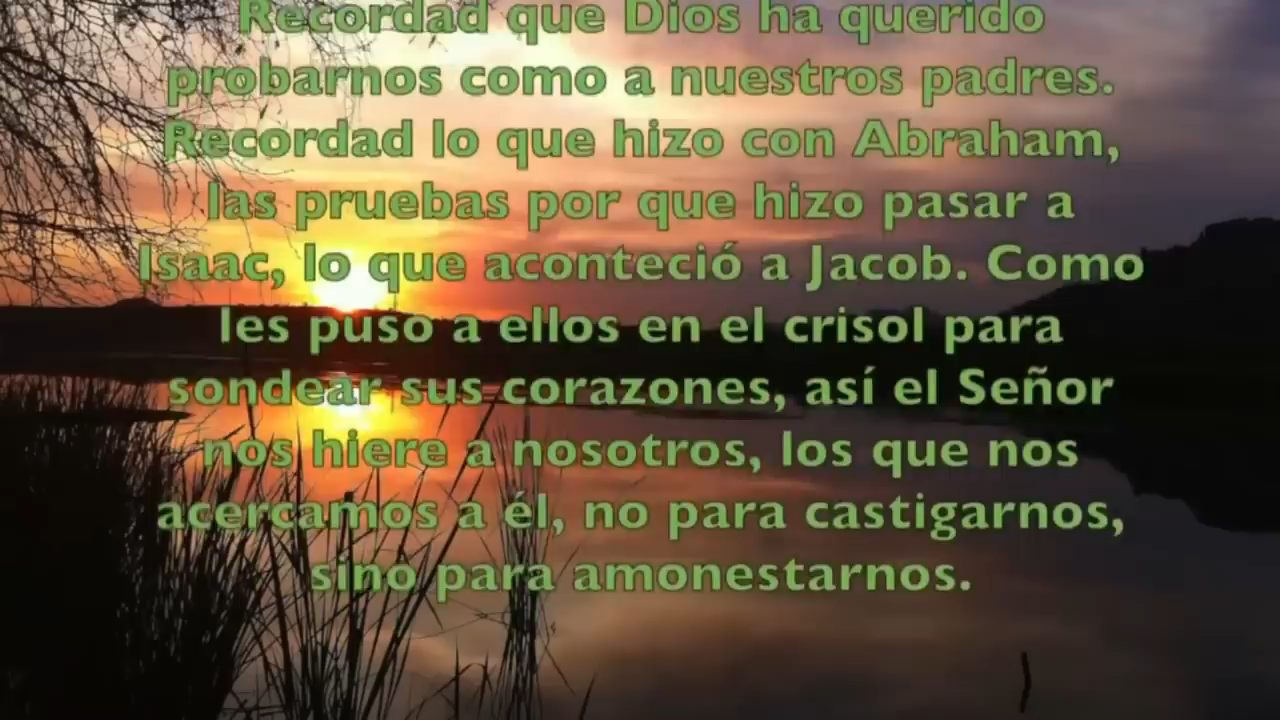 Recordad que Dios ha querido
probarnos como a nuestros padres.
Recordad lo que hizo con Abraham,
las pruebas por que hizo pasar a
Isaac, lo que aconteció a Jacob. Como
les puso a ellos en el crisol para
sondear sus corazones, así el Señor
nos hiere a nosotros, los que nos
acercamos a él, no para castigarnos,
sino para amonestarnos.